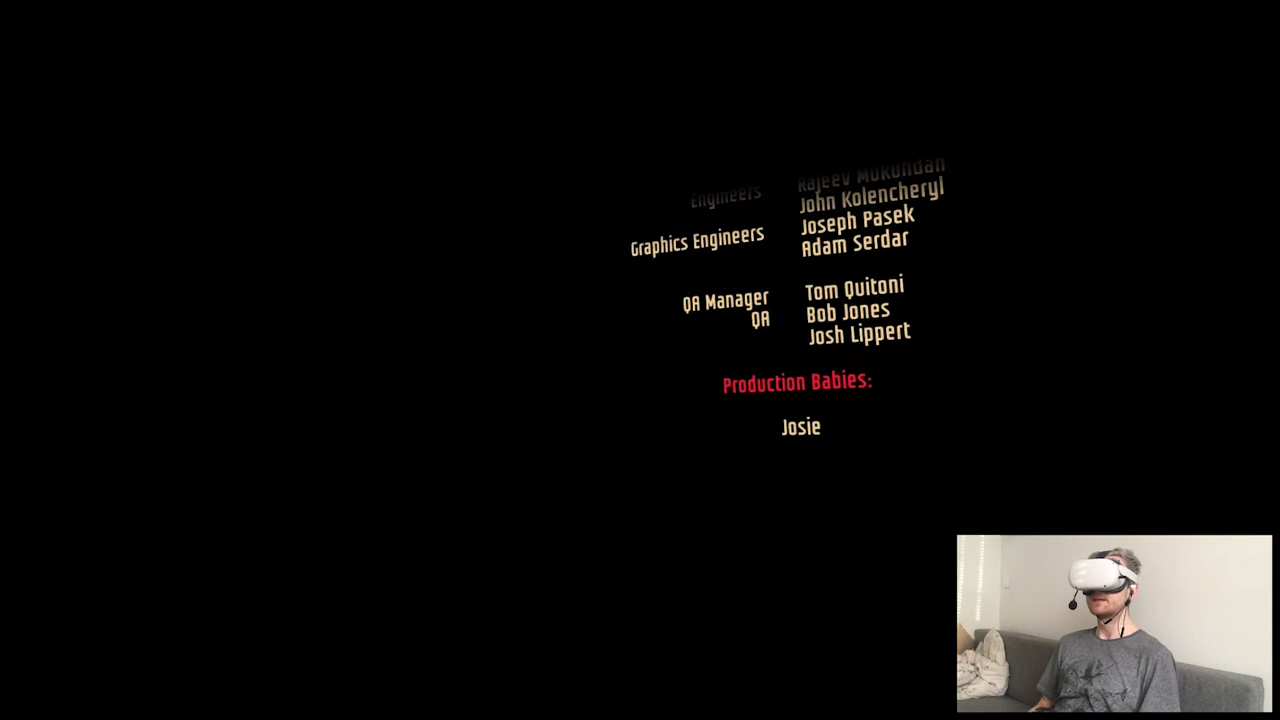 Rajeev Mukundan
Engineers John Kolencheryl
Graphics Engineers Joseph Pasek
Adam Serdar
QA Manager Tom Quitoni
QA Bob Jones
Josh Lippert
Production Babies:
Josie